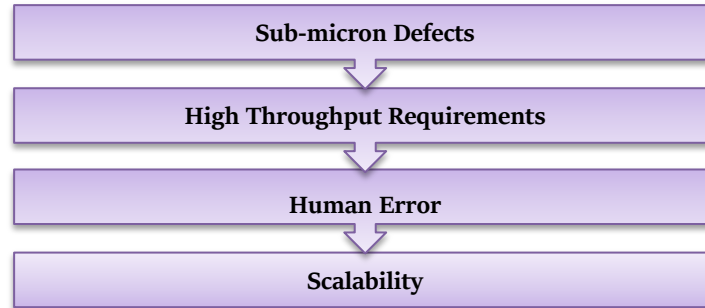 Sub-micron Defects
High Throughput Requirements
Human Error
Scalability